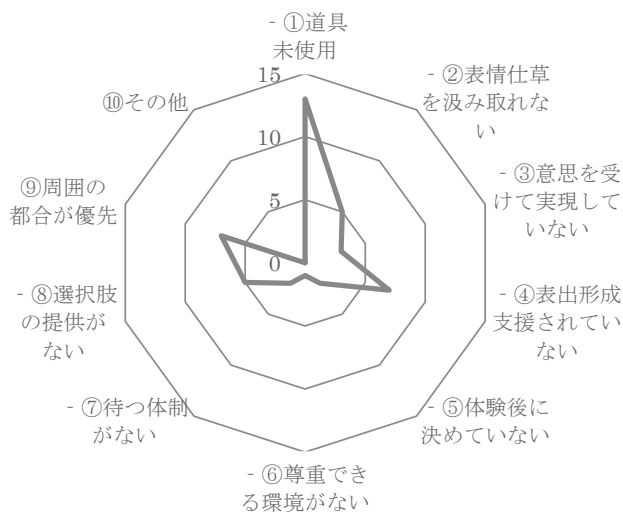 - ①道具
未使用
- ②表情仕草
を汲み取れな
い
- ③意思を受
けて実現して
いない
- ④表出形成
支援されてい
ない
- ⑤体験後に
決めていない
- ⑥尊重でき
る環境がない
- ⑦待つ体制
がない
- ⑧選択肢
の提供が
ない
⑨周囲の
都合が優先
⑩その他
15
10
5
0